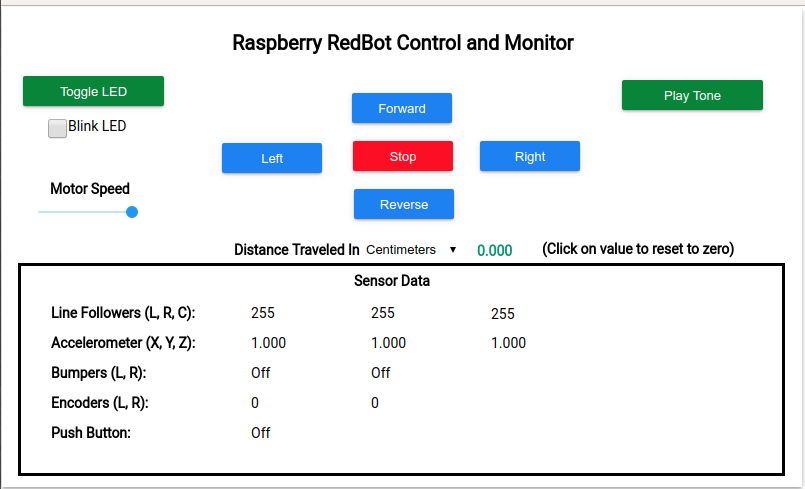 Raspberry RedBot Control and Monitor
Toggle LED
Play Tone
Forward
Blink LED
Left
Stop
Right
Motor Speed
Reverse
Distance Traveled In Centimeters 0.000 (Click on value to reset to zero)
Sensor Data
Line Followers (L, R, C): 255 255 255
Accelerometer (X, Y, Z): 1.000 1.000 1.000
Bumpers (L, R): Off Off
Encoders (L, R): 0 0
Push Button: Off